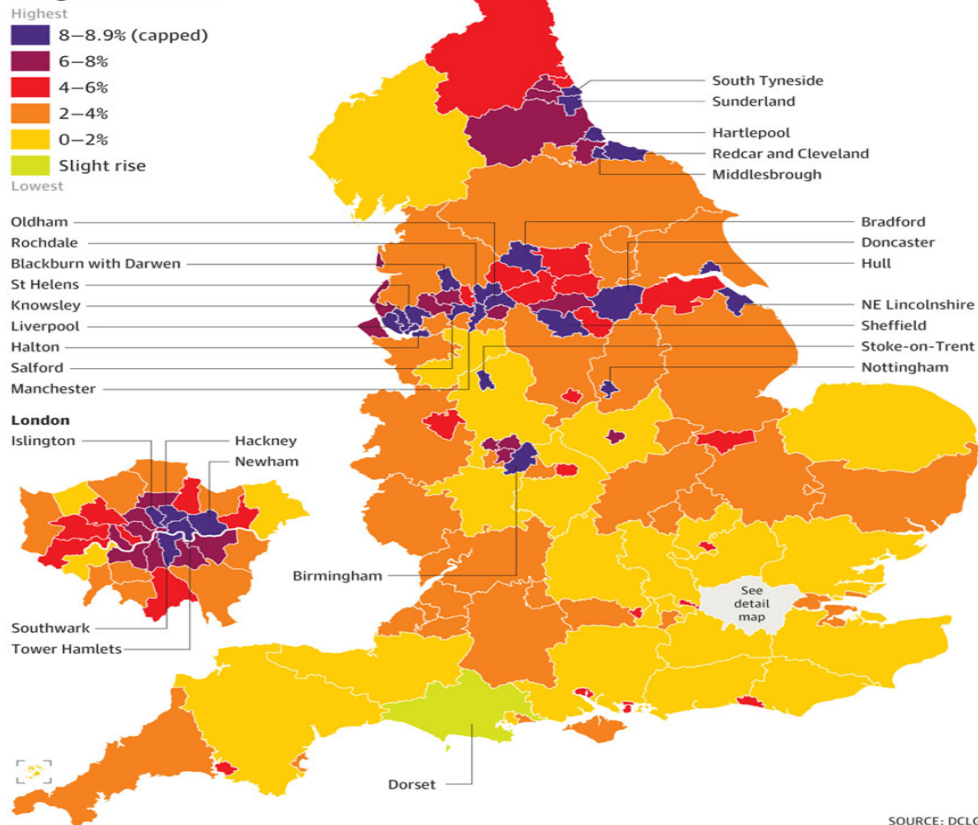 Highest
8–8.9% (capped)
6–8%
4–6%
2–4%
0–2%
Slight rise
Lowest
South Tyneside
Sunderland
Hartlepool
Redcar and Cleveland
Middlesbrough
Oldham
Rochdale
Blackburn with Darwen
St Helens
Knowsley
Liverpool
Halton
Salford
Manchester
Bradford
Doncaster
Hull
NE Lincolnshire
Sheffield
Stoke-on-Trent
Nottingham
London
Islington
Hackney
Newham
Southwark
Tower Hamlets
Birmingham
See
detail
map
Dorset
SOURCE: DCLG